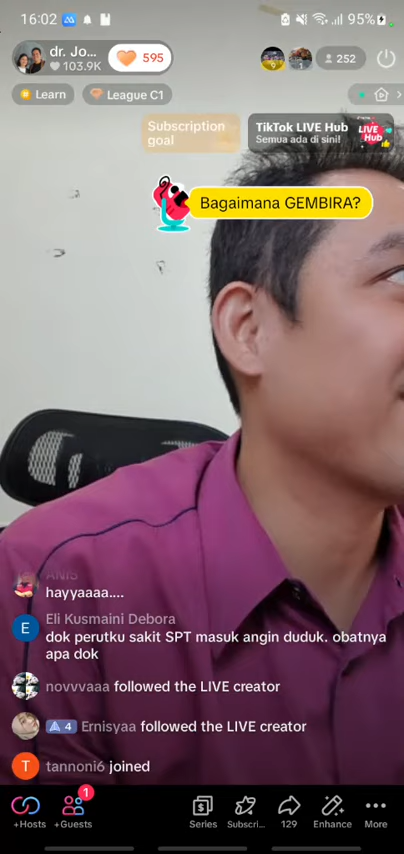 16:02
95%
dr. Jo...
103.9K
595
252
Learn
League C1
Subscription
goal
TikTok LIVE Hub
Semua ada di sini!
LIVE
Hub
Bagaimana GEMBIRA?
ANIS
hayyaaaa....
E
Eli Kusmaini Debora
dok perutku sakit SPT masuk angin duduk. obatnya
apa dok
novvvaaa followed the LIVE creator
4 Ernisyaa followed the LIVE creator
T
tannoni6 joined
1
+Hosts
+Guests
Series
Subscri...
129
Enhance
More